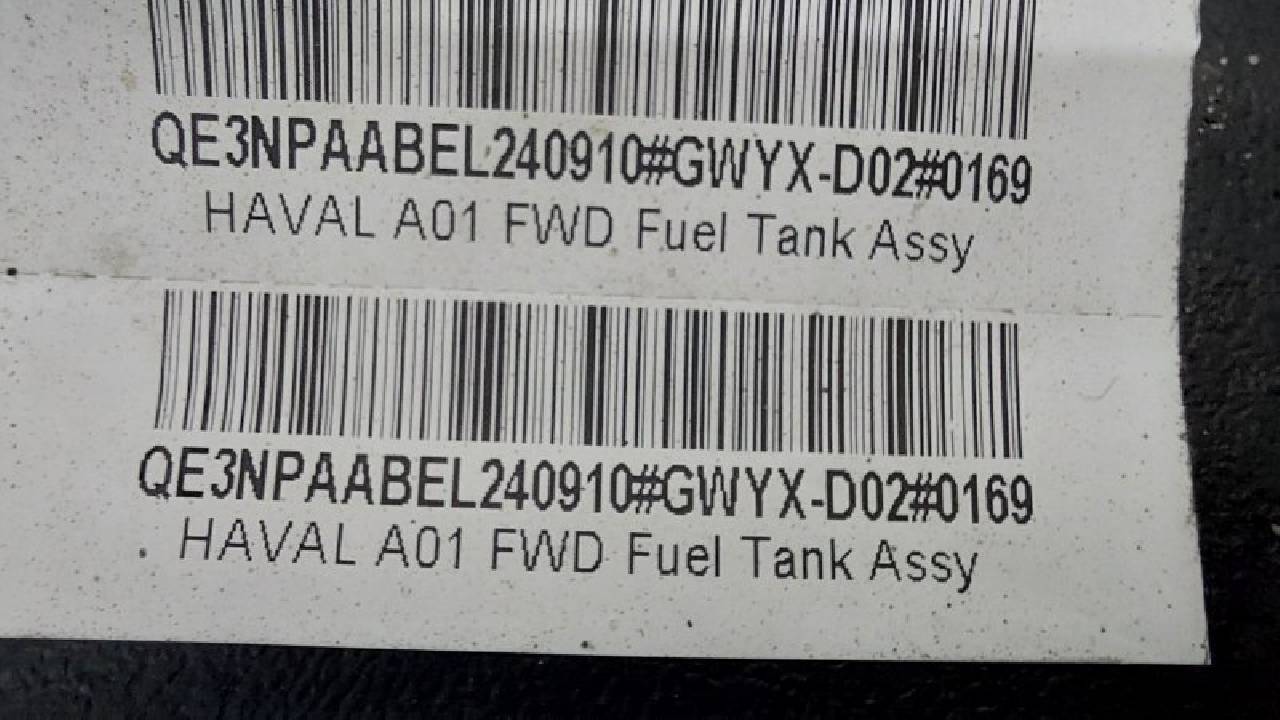 QE3NPAABEL240910#GWYX-D02#0169
HAVAL A01 FWD Fuel Tank Assy
QE3NPAABEL240910#GWYX-D02#0169
HAVAL A01 FWD Fuel Tank Assy